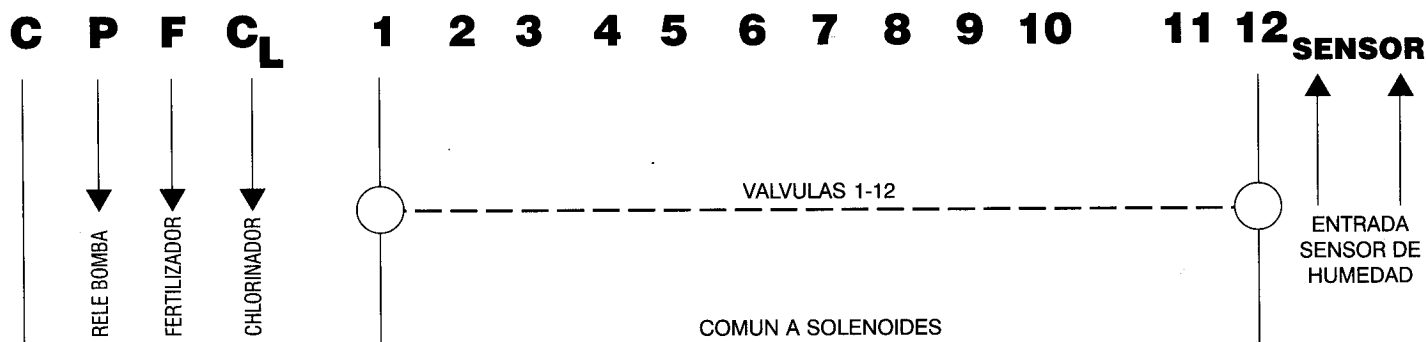 C P F CL 1 2 3 4 5 6 7 8 9 10 11 12 SENSOR
RELE BOMBA
FERTILIZADOR
CHLORINADOR
VALVULAS 1-12
ENTRADA
SENSOR DE
HUMEDAD
COMUN A SOLENOIDES